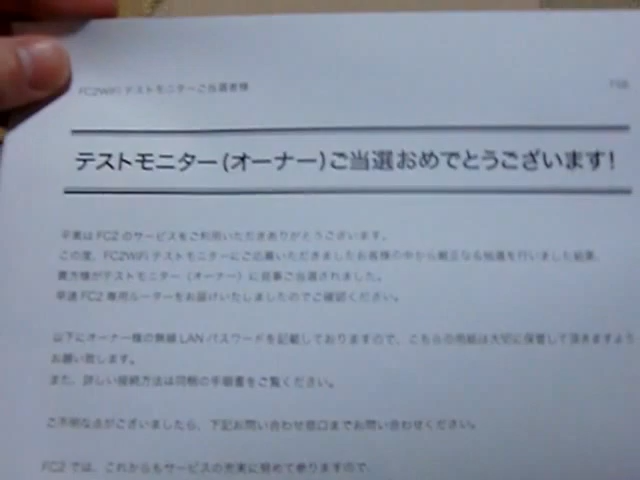 FC2WiFi テストモニターご当選者様
テストモニター(オーナー)ご当選おめでとうございます!
平素は FC2 のサービスをご利用いただきありがとうございます。
この度、FC2WiFi テストモニターにご応募いただきましたお客様の中から厳正なる抽選を行いました結果、
貴方様がテストモニター（オーナー）に見事ご当選されました。
早速 FC2 専用ルーターをお届けいたしましたのでご確認ください。
以下にオーナー様の無線 LAN パスワードを記載しておりますので、こちらの用紙は大切に保管して頂きますよう
お願い致します。
また、詳しい接続方法は同梱の手順書をご覧ください。
ご不明な点がございましたら、下記お問い合わせ窓口までお問い合わせください。
FC2 では、これからもサービスの充実に努めて参りますので、